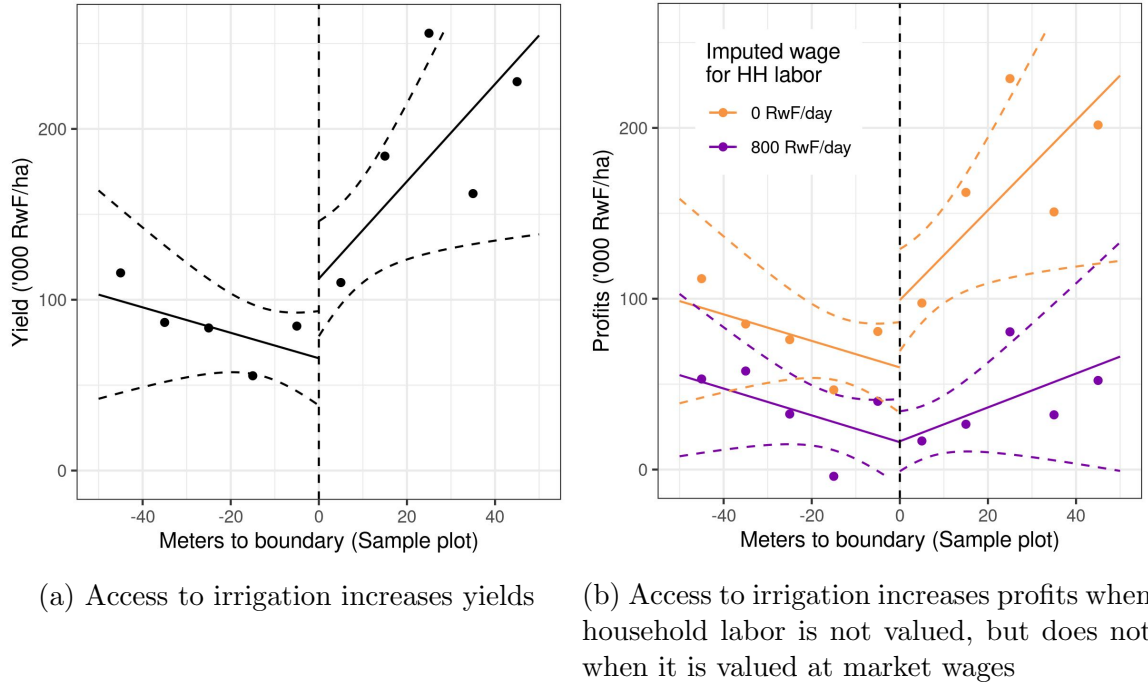 200
100
0
-40
-20
0
20
40
Yield ('000 RwF/ha)
Meters to boundary (Sample plot)
(a) Access to irrigation increases yields
Imputed wage
for HH labor
0 RwF/day
800 RwF/day
200
100
0
-40
-20
0
20
40
Profits ('000 RwF/ha)
Meters to boundary (Sample plot)
(b) Access to irrigation increases profits when
household labor is not valued, but does not
when it is valued at market wages